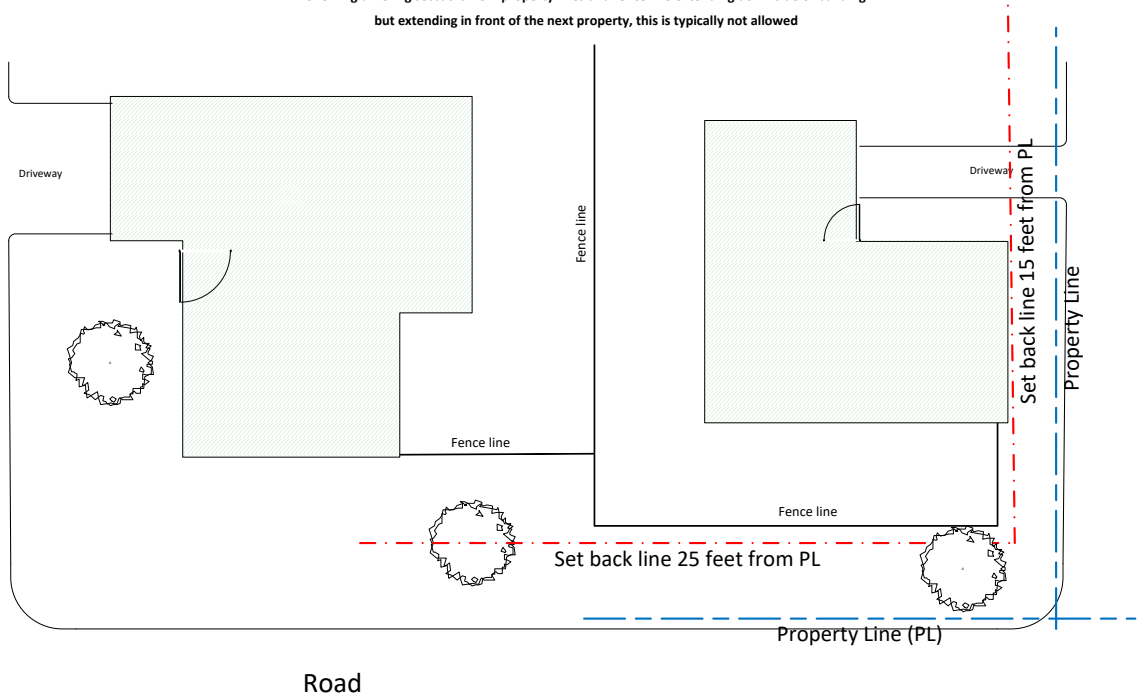 but extending in front of the next property, this is typically not allowed
Driveway
Fence line
Driveway
Set back line 15 feet from PL
Property Line
Fence line
Fence line
Set back line 25 feet from PL
Property Line (PL)
Road